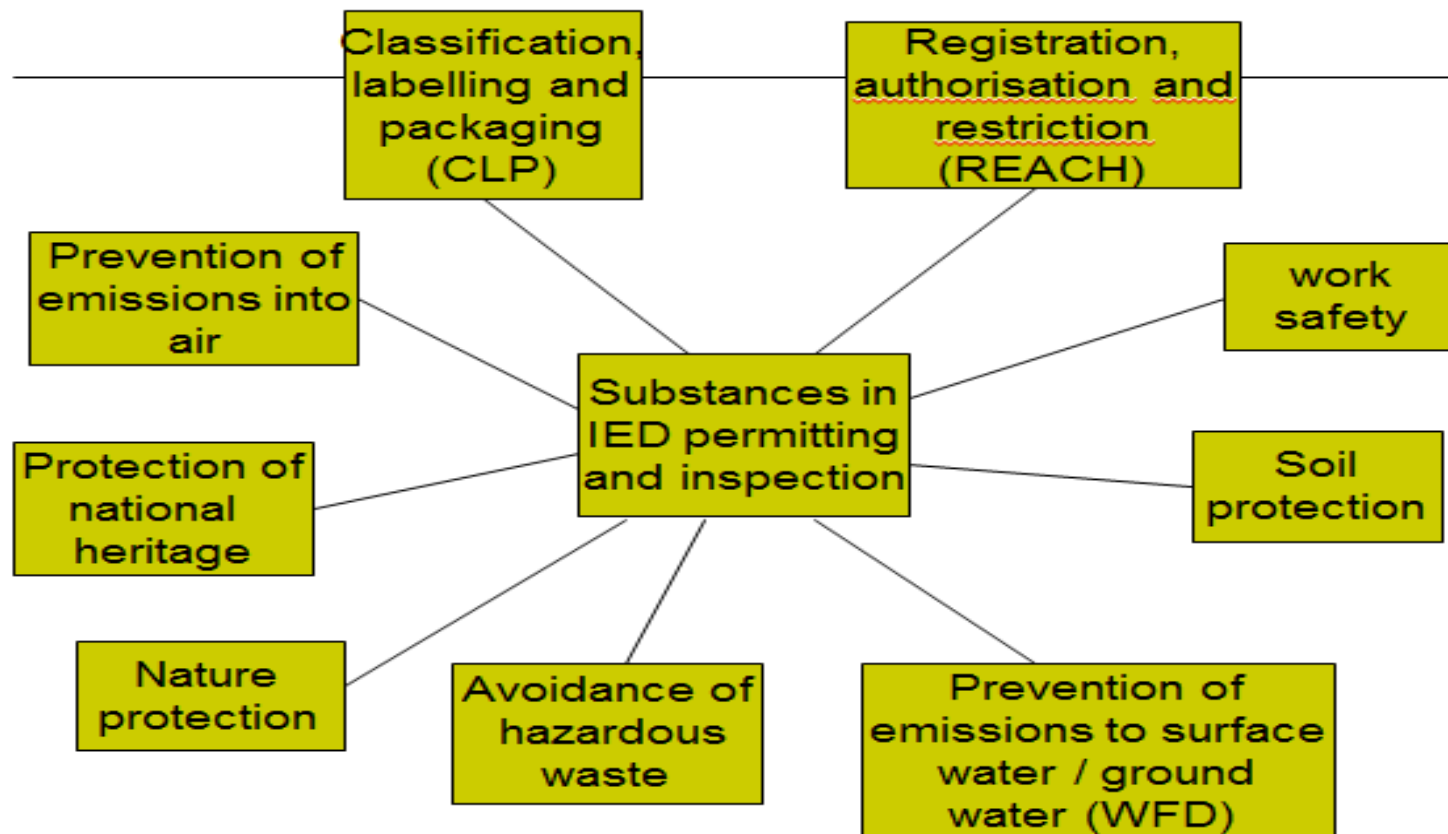 Classification,
labelling and
packaging
(CLP)
Registration,
authorisation and
restriction
(REACH)
Prevention of
emissions into
air
work
safety
Substances in
IED permitting
and inspection
Protection of
national
heritage
Soil
protection
Nature
protection
Avoidance of
hazardous
waste
Prevention of
emissions to surface
water / ground
water (WFD)